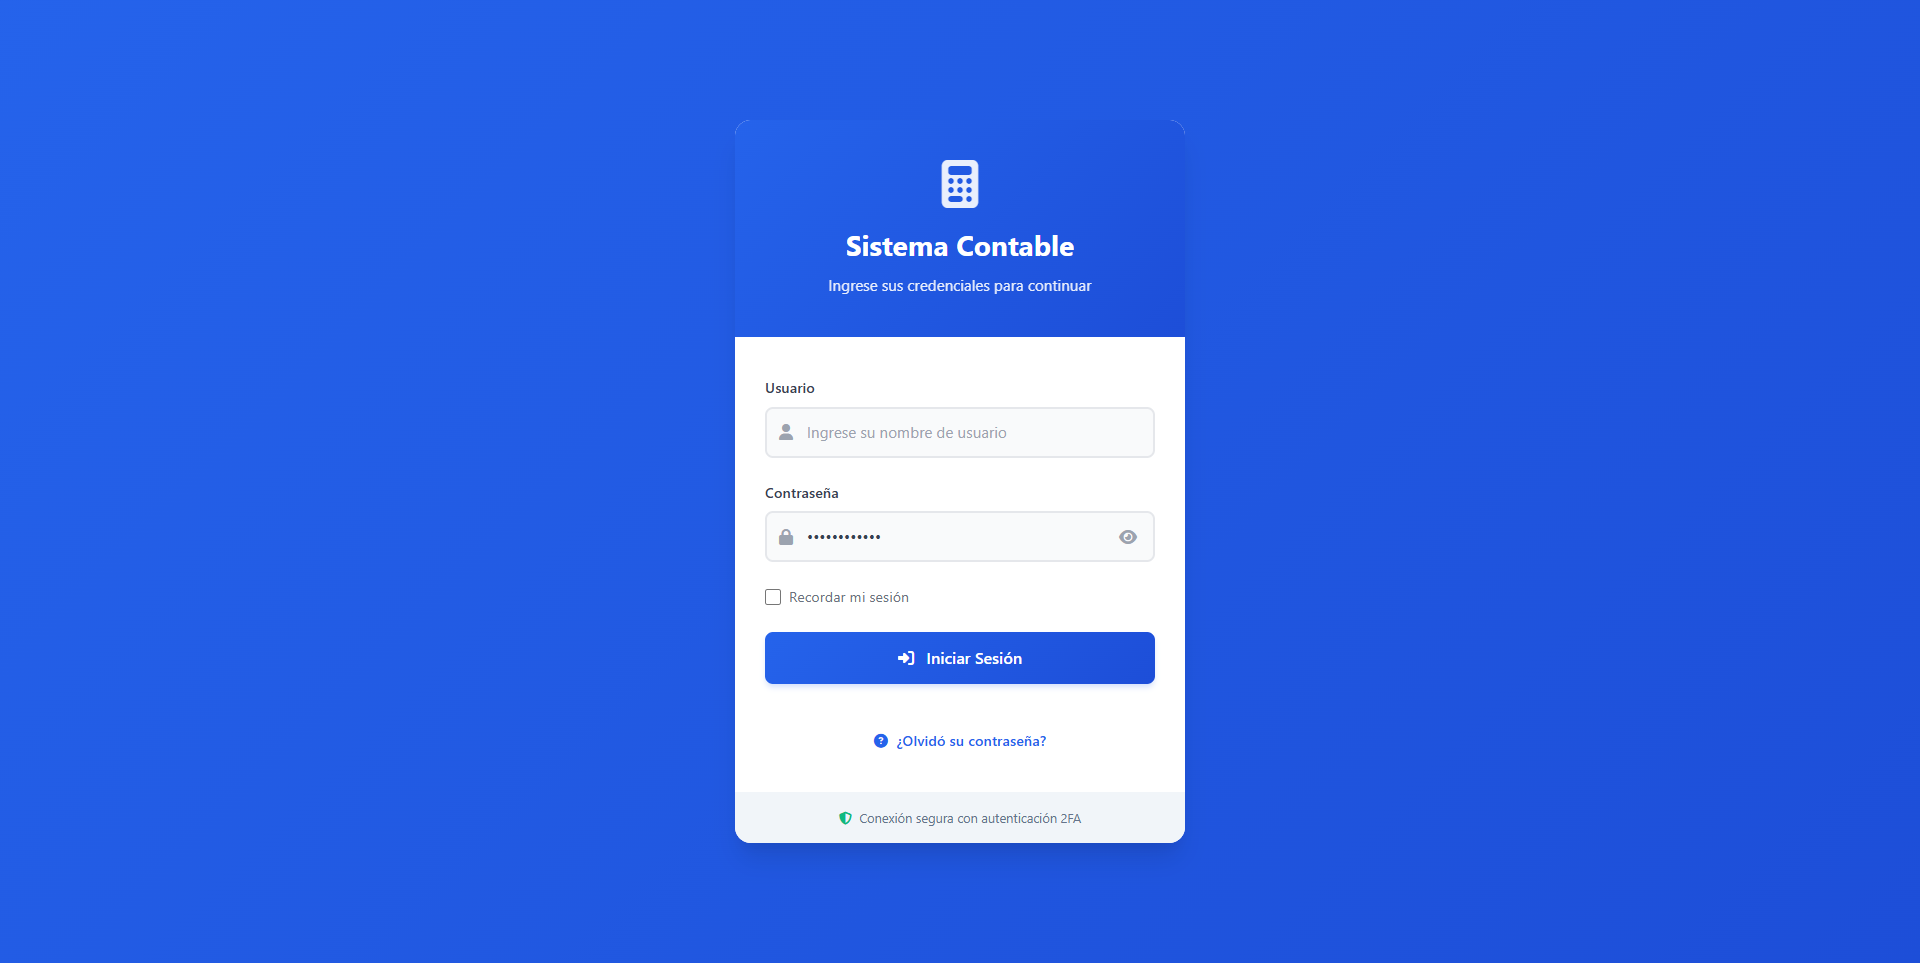 Sistema Contable
Ingrese sus credenciales para continuar
Usuario
Ingrese su nombre de usuario
Contraseña
••••••••••••
Recordar mi sesión
Iniciar Sesión
¿Olvidó su contraseña?
Conexión segura con autenticación 2FA